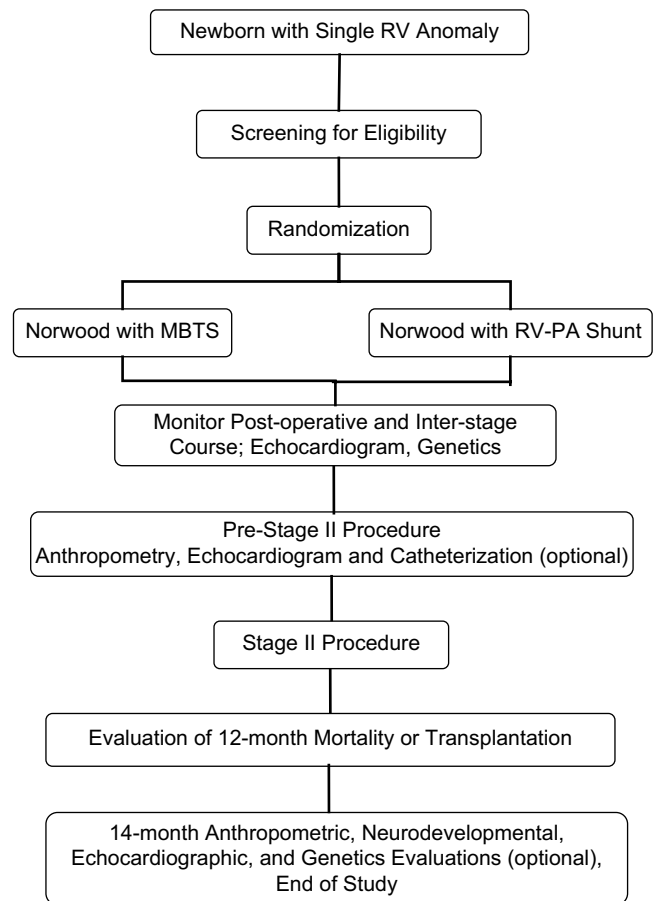 Newborn with Single RV Anomaly
Screening for Eligibility
Randomization
Norwood with MBTS
Norwood with RV-PA Shunt
Monitor Post-operative and Inter-stage
Course; Echocardiogram, Genetics
Pre-Stage II Procedure
Anthropometry, Echocardiogram and Catheterization (optional)
Stage II Procedure
Evaluation of 12-month Mortality or Transplantation
14-month Anthropometric, Neurodevelopmental,
Echocardiographic, and Genetics Evaluations (optional),
End of Study